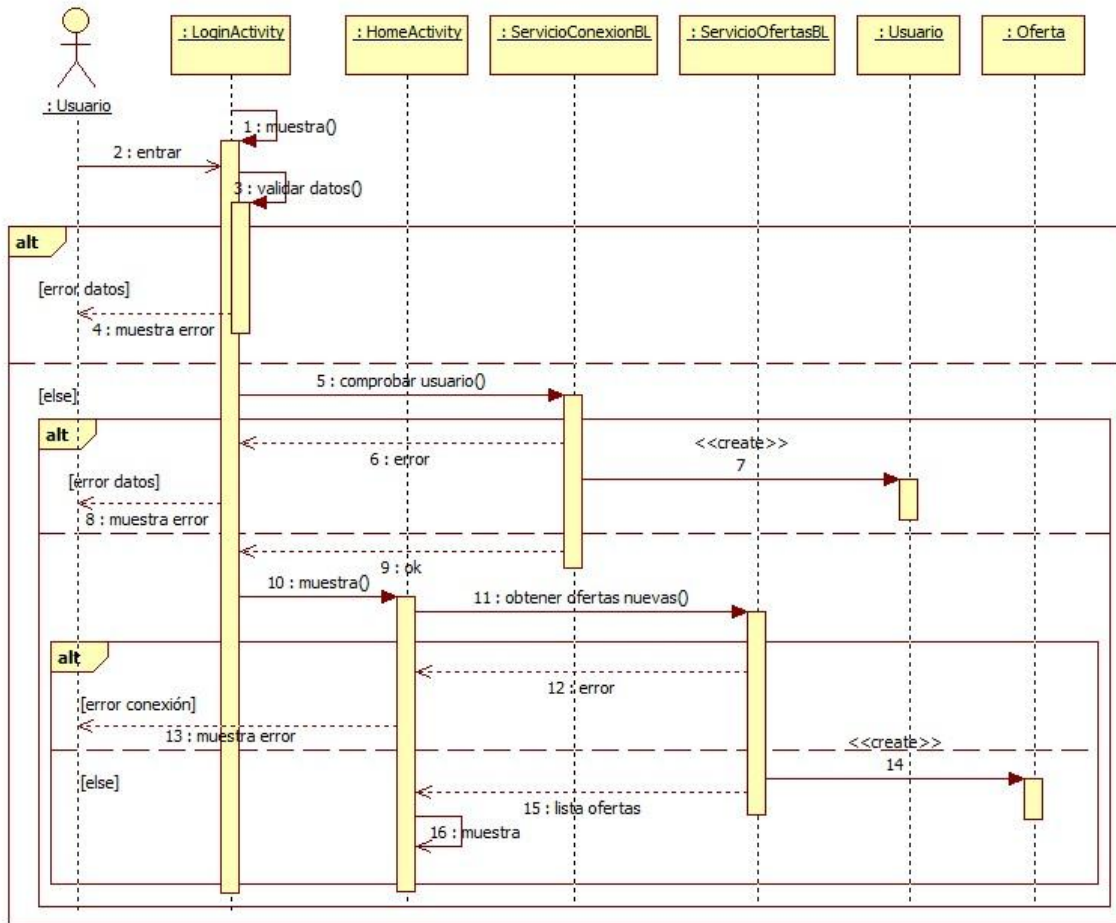 : LoginActivity
: HomeActivity
: ServicioConexionBL
: ServicioOfertasBL
: Usuario
: Oferta
: Usuario
1 : muestra()
2 : entrar
3 : validar datos()
alt
[error datos]
4 : muestra error
5 : comprobar usuario()
[else]
alt
<<create>>
6 : error
7
[error datos]
8 : muestra error
9 : ok
10 : muestra()
11 : obtener ofertas nuevas()
alt
12 : error
[error conexión]
13 : muestra error
<<create>>
14
[else]
15 : lista ofertas
16 : muestra